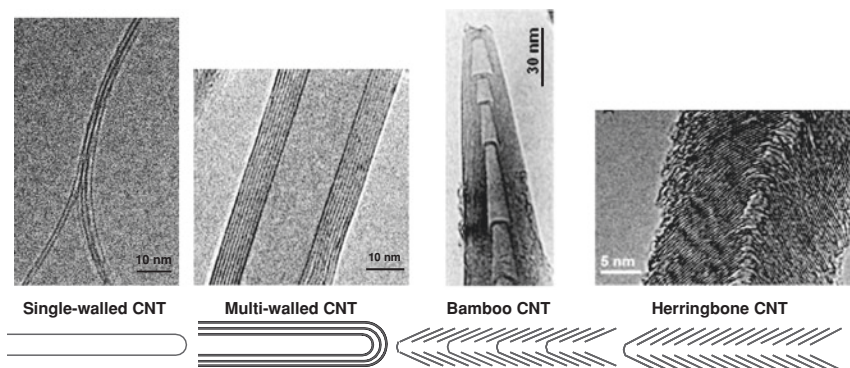 10 nm
10 nm
30 nm
5 nm
Single-walled CNT
Multi-walled CNT
Bamboo CNT
Herringbone CNT